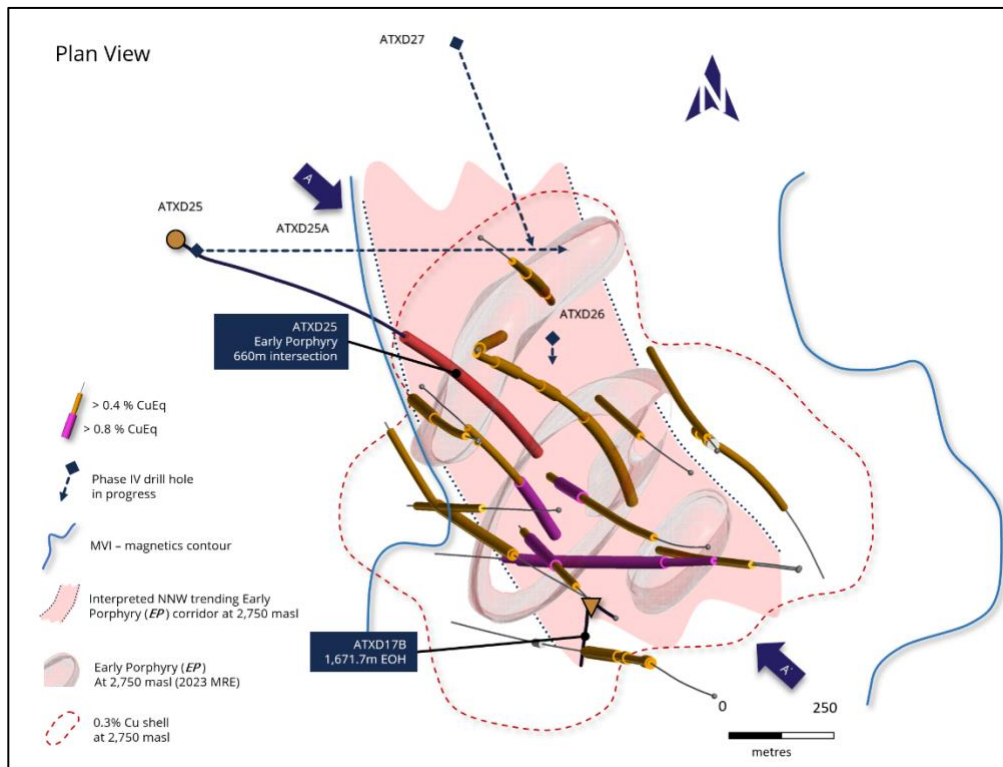 Plan View
ATXD27
N
A
ATXD25
ATXD25A
ATXD26
ATXD25
Early Porphyry
660m intersection
> 0.4 % CuEq
> 0.8 % CuEq
Phase IV drill hole
in progress
MVI – magnetics contour
Interpreted NNW trending Early
Porphyry (EP) corridor at 2,750 masl
ATXD17B
1,671.7m EOH
A'
Early Porphyry (EP)
At 2,750 masl (2023 MRE)
0.3% Cu shell
at 2,750 masl
0 250
metres